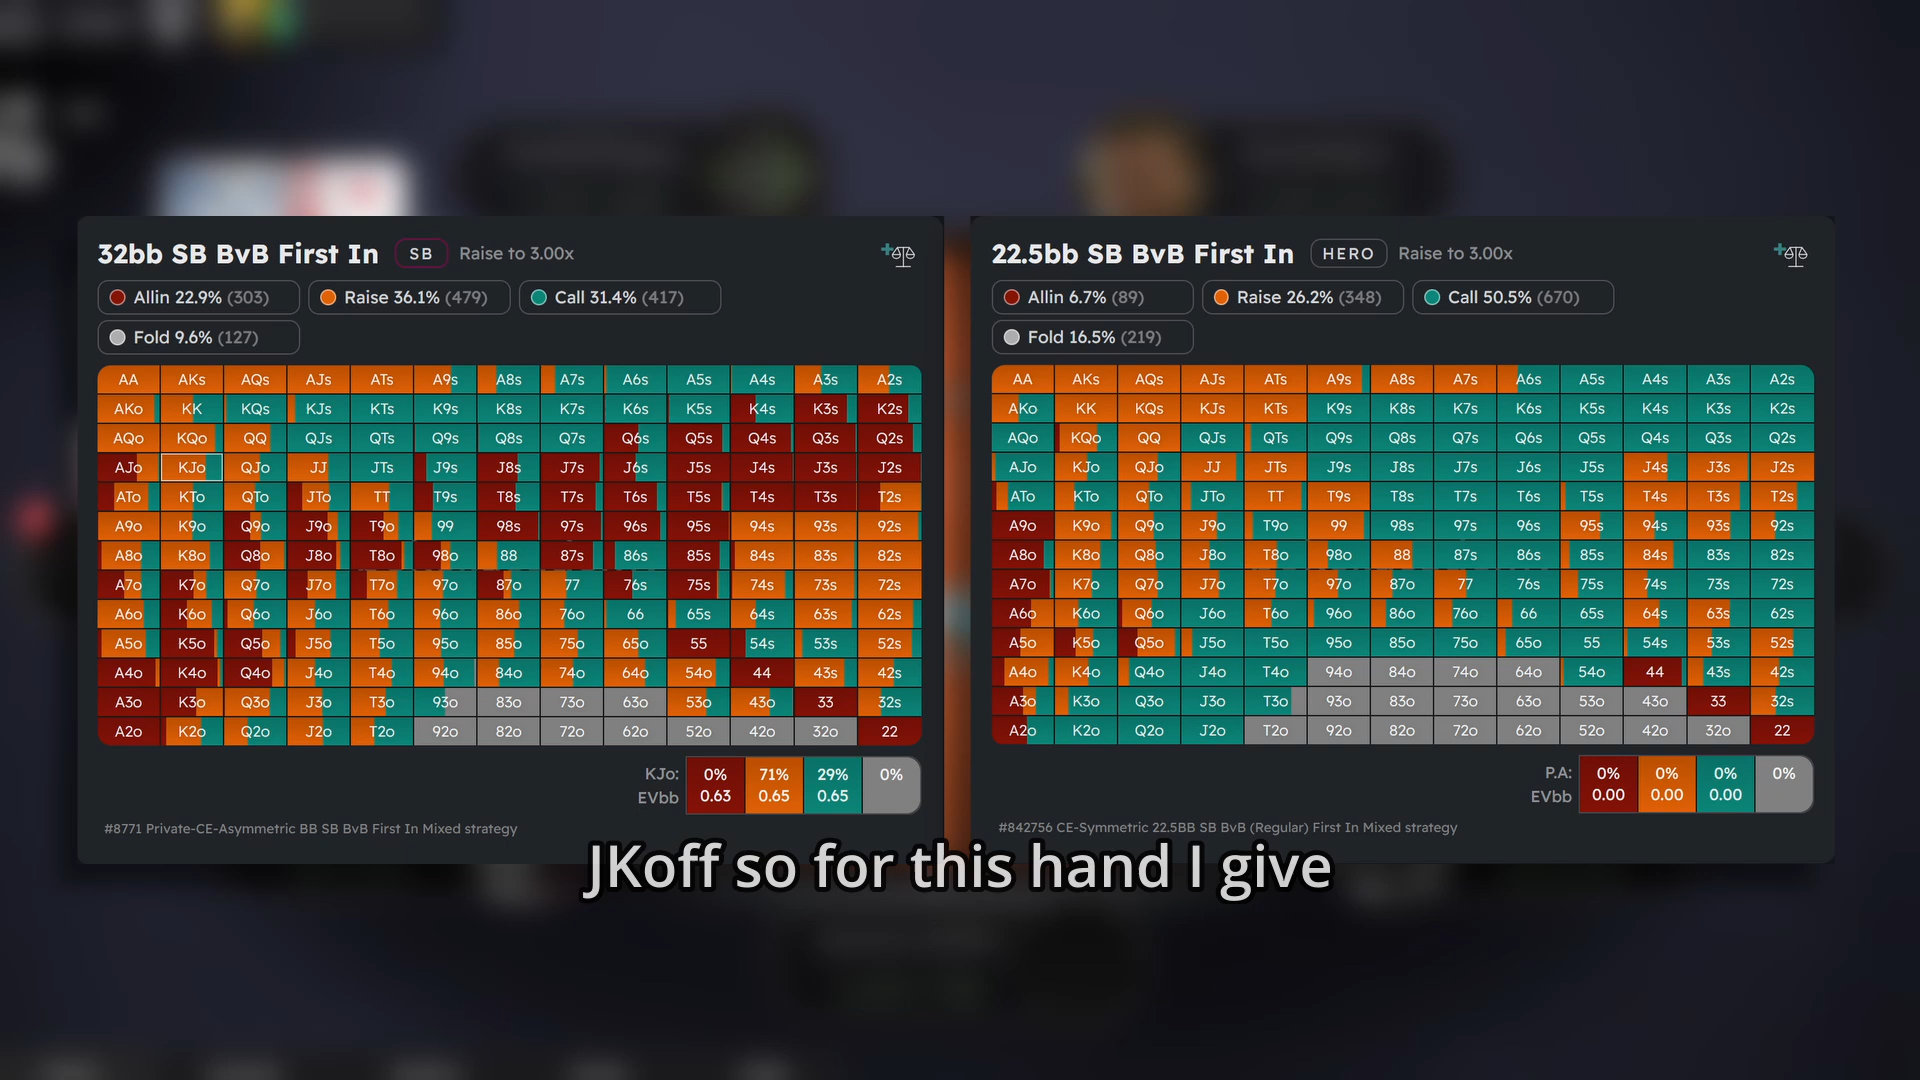 32bb SB BvB First In SB Raise to 3.00x
Allin 22.9% (303) Raise 36.1% (479) Call 31.4% (417)
Fold 9.6% (127)
AA AKs AQs AJs ATs A9s A8s A7s A6s A5s A4s A3s A2s
AKo KK KQs KJs KTs K9s K8s K7s K6s K5s K4s K3s K2s
AQo KQo QQ QJs QTs Q9s Q8s Q7s Q6s Q5s Q4s Q3s Q2s
AJo KJo QJo JJ JTs J9s J8s J7s J6s J5s J4s J3s J2s
ATo KTo QTo JTo TT T9s T8s T7s T6s T5s T4s T3s T2s
A9o K9o Q9o J9o T9o 99 98s 97s 96s 95s 94s 93s 92s
A8o K8o Q8o J8o T8o 98o 88 87s 86s 85s 84s 83s 82s
A7o K7o Q7o J7o T7o 97o 87o 77 76s 75s 74s 73s 72s
A6o K6o Q6o J6o T6o 96o 86o 76o 66 65s 64s 63s 62s
A5o K5o Q5o J5o T5o 95o 85o 75o 65o 55 54s 53s 52s
A4o K4o Q4o J4o T4o 94o 84o 74o 64o 54o 44 43s 42s
A3o K3o Q3o J3o T3o 93o 83o 73o 63o 53o 43o 33 32s
A2o K2o Q2o J2o T2o 92o 82o 72o 62o 52o 42o 32o 22
KJo: 0% 71% 29% 0%
EVbb 0.63 0.65 0.65
#8771 Private-CE-Asymmetric BB SB BvB First In Mixed strategy
22.5bb SB BvB First In HERO Raise to 3.00x
Allin 6.7% (89) Raise 26.2% (348) Call 50.5% (670)
Fold 16.5% (219)
AA AKs AQs AJs ATs A9s A8s A7s A6s A5s A4s A3s A2s
AKo KK KQs KJs KTs K9s K8s K7s K6s K5s K4s K3s K2s
AQo KQo QQ QJs QTs Q9s Q8s Q7s Q6s Q5s Q4s Q3s Q2s
AJo KJo QJo JJ JTs J9s J8s J7s J6s J5s J4s J3s J2s
ATo KTo QTo JTo TT T9s T8s T7s T6s T5s T4s T3s T2s
A9o K9o Q9o J9o T9o 99 98s 97s 96s 95s 94s 93s 92s
A8o K8o Q8o J8o T8o 98o 88 87s 86s 85s 84s 83s 82s
A7o K7o Q7o J7o T7o 97o 87o 77 76s 75s 74s 73s 72s
A6o K6o Q6o J6o T6o 96o 86o 76o 66 65s 64s 63s 62s
A5o K5o Q5o J5o T5o 95o 85o 75o 65o 55 54s 53s 52s
A4o K4o Q4o J4o T4o 94o 84o 74o 64o 54o 44 43s 42s
A3o K3o Q3o J3o T3o 93o 83o 73o 63o 53o 43o 33 32s
A2o K2o Q2o J2o T2o 92o 82o 72o 62o 52o 42o 32o 22
P.A: 0% 0% 0% 0%
EVbb 0.00 0.00 0.00
#842756 CE-Symmetric 22.5BB SB BvB (Regular) First In Mixed strategy
JKoff so for this hand I give